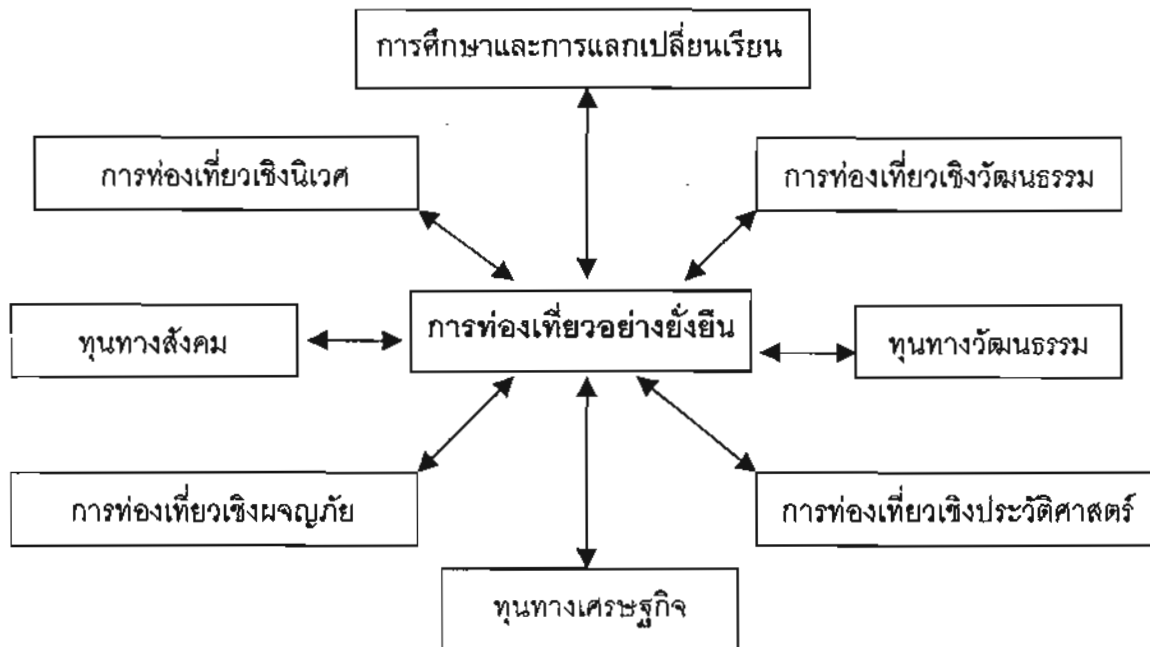 การศึกษาและการแลกเปลี่ยนเรียน
การท่องเที่ยวเชิงนิเวศ
การท่องเที่ยวเชิงวัฒนธรรม
ทุนทางสังคม
การท่องเที่ยวอย่างยั่งยืน
ทุนทางวัฒนธรรม
การท่องเที่ยวเชิงผจญภัย
การท่องเที่ยวเชิงประวัติศาสตร์
ทุนทางเศรษฐกิจ